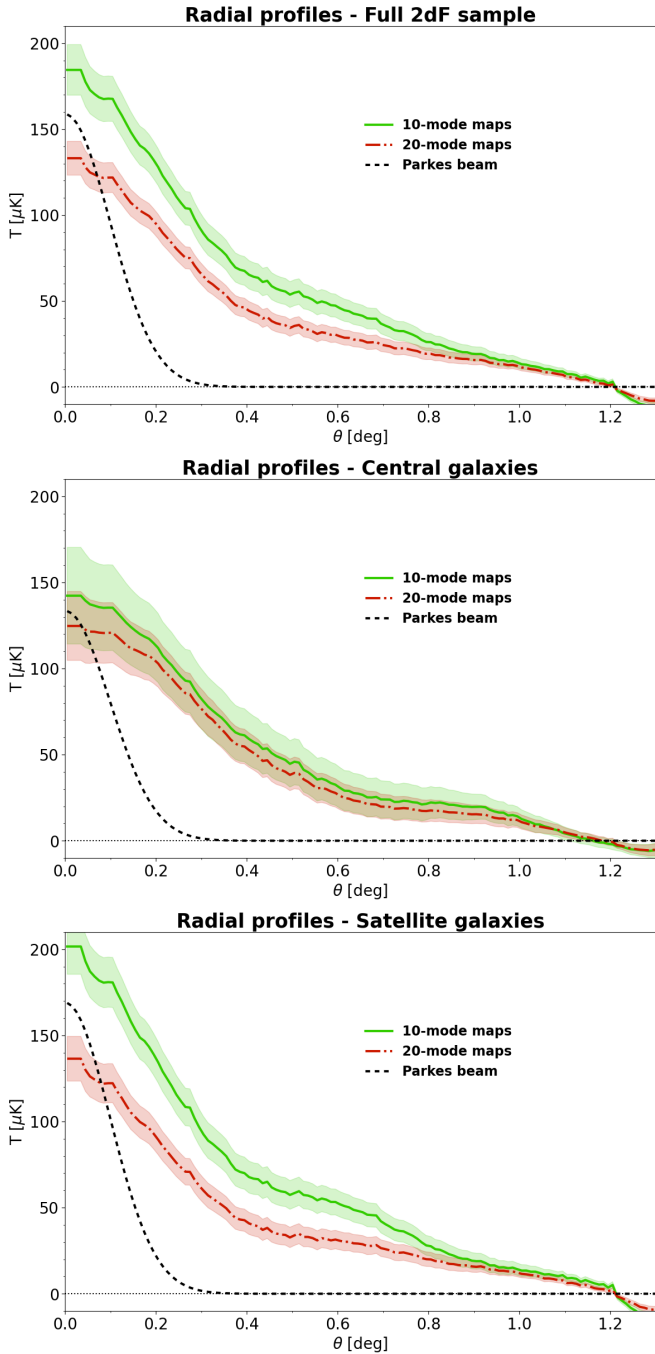 Radial profiles - Full 2dF sample
200
150
100
50
0
T [μK]
10-mode maps
20-mode maps
Parkes beam
0.0 0.2 0.4 0.6 0.8 1.0 1.2
θ [deg]
Radial profiles - Central galaxies
200
150
100
50
0
T [μK]
10-mode maps
20-mode maps
Parkes beam
0.0 0.2 0.4 0.6 0.8 1.0 1.2
θ [deg]
Radial profiles - Satellite galaxies
200
150
100
50
0
T [μK]
10-mode maps
20-mode maps
Parkes beam
0.0 0.2 0.4 0.6 0.8 1.0 1.2
θ [deg]